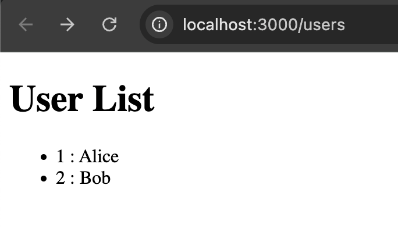 localhost:3000/users
User List
• 1 : Alice
• 2 : Bob